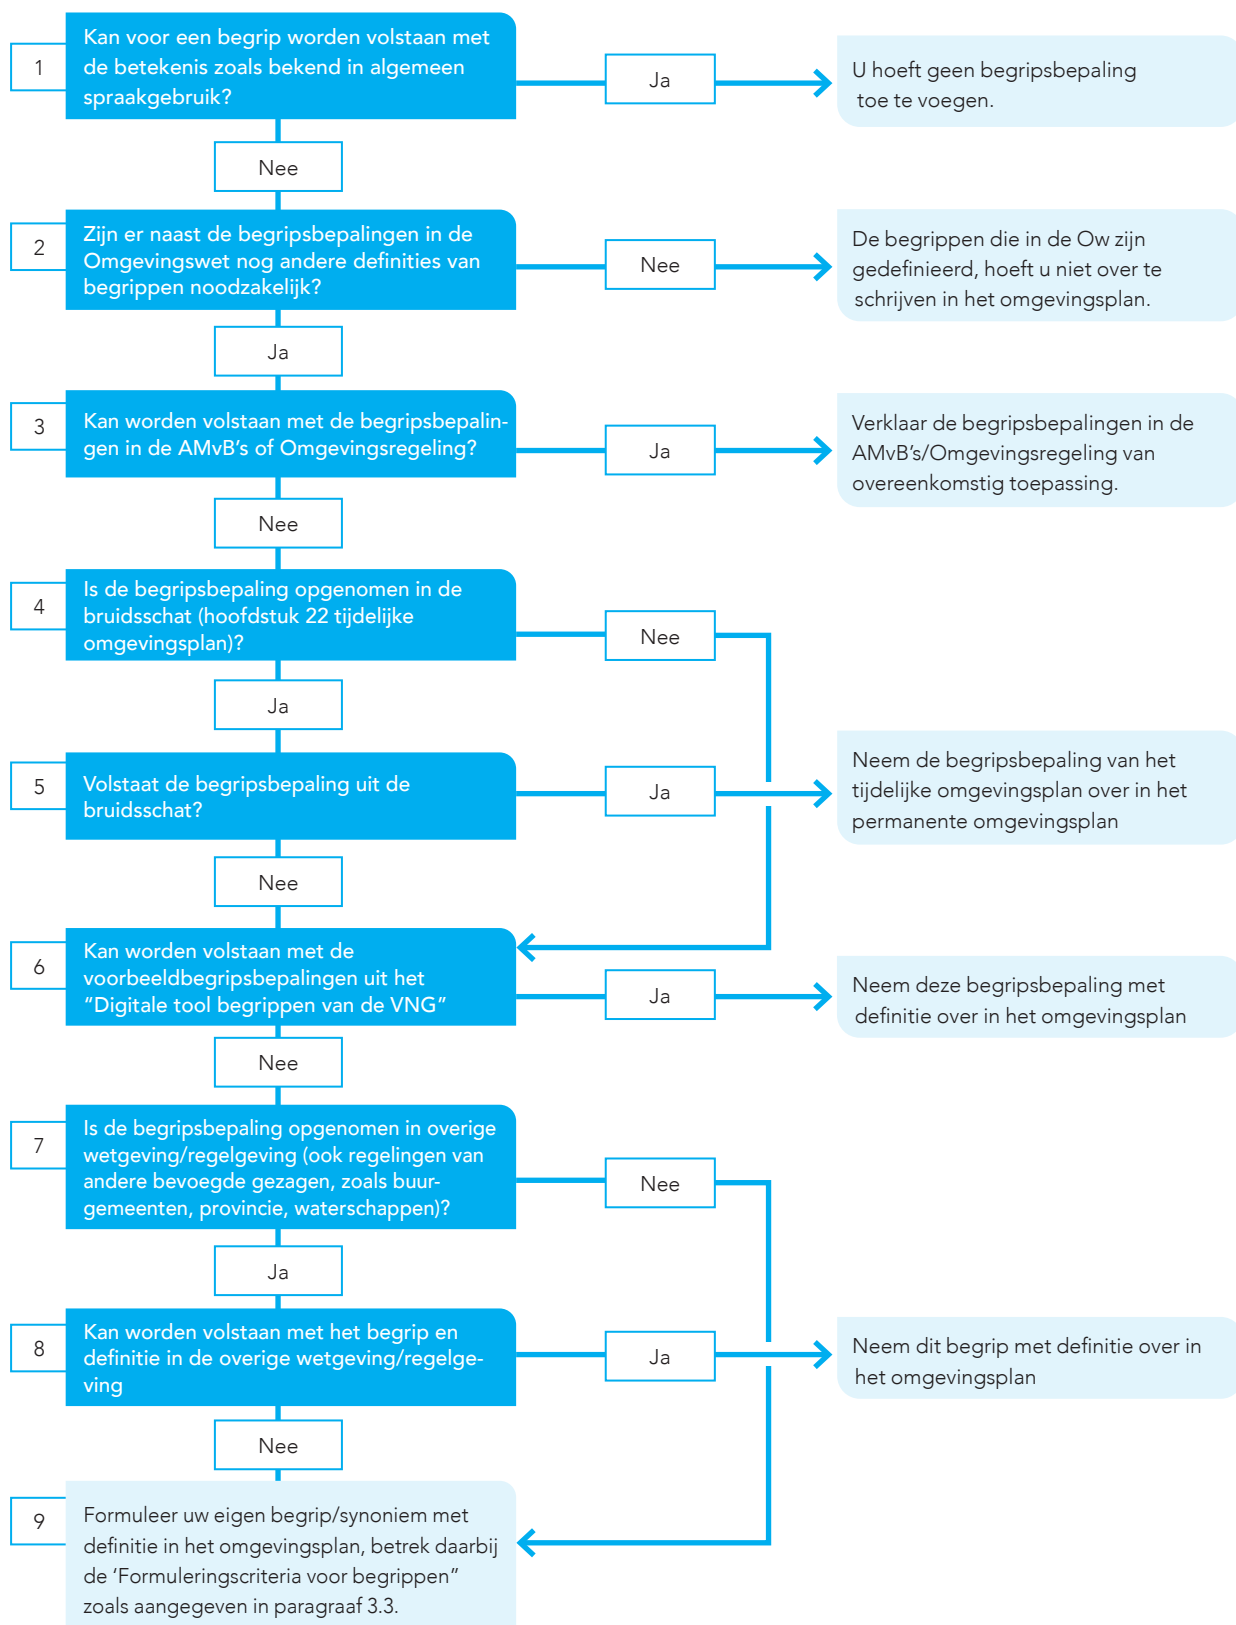 1
Kan voor een begrip worden volstaan met
de betekenis zoals bekend in algemeen
spraakgebruik?
Ja
U hoeft geen begripsbepaling
toe te voegen.
Nee
2
Zijn er naast de begripsbepalingen in de
Omgevingswet nog andere definities van
begrippen noodzakelijk?
Nee
De begrippen die in de Ow zijn
gedefinieerd, hoeft u niet over te
schrijven in het omgevingsplan.
Ja
3
Kan worden volstaan met de begripsbepalin-
gen in de AMvB’s of Omgevingsregeling?
Ja
Verklaar de begripsbepalingen in de
AMvB’s/Omgevingsregeling van
overeenkomstig toepassing.
Nee
4
Is de begripsbepaling opgenomen in de
bruidsschat (hoofdstuk 22 tijdelijke
omgevingsplan)?
Nee
Ja
5
Volstaat de begripsbepaling uit de
bruidsschat?
Ja
Neem de begripsbepaling van het
tijdelijke omgevingsplan over in het
permanente omgevingsplan
Nee
6
Kan worden volstaan met de
voorbeeldbegripsbepalingen uit het
“Digitale tool begrippen van de VNG”
Ja
Neem deze begripsbepaling met
definitie over in het omgevingsplan
Nee
7
Is de begripsbepaling opgenomen in overige
wetgeving/regelgeving (ook regelingen van
andere bevoegde gezagen, zoals buur-
gemeenten, provincie, waterschappen)?
Nee
Ja
8
Kan worden volstaan met het begrip en
definitie in de overige wetgeving/regelge-
ving
Ja
Neem dit begrip met definitie over in
het omgevingsplan
Nee
9
Formuleer uw eigen begrip/synoniem met
definitie in het omgevingsplan, betrek daarbij
de ‘Formuleringscriteria voor begrippen”
zoals aangegeven in paragraaf 3.3.